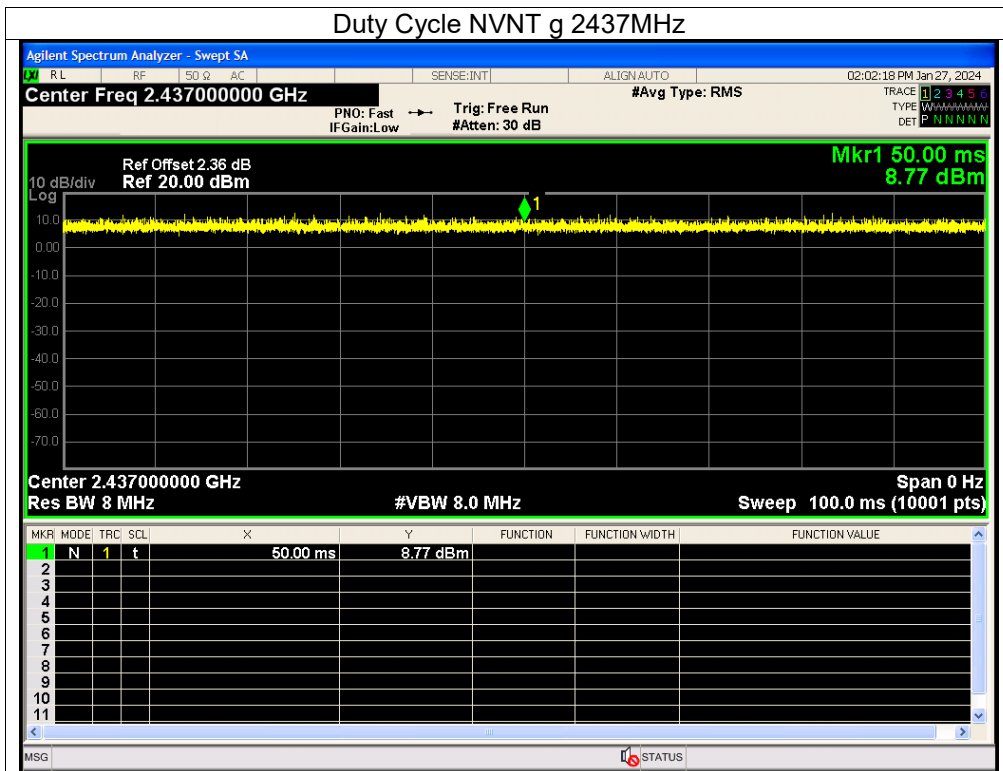 Duty Cycle NVNT g 2437MHz
Agilent Spectrum Analyzer - Swept SA
LXI RL RF 50 Ω AC SENSE:INT ALIGN AUTO 02:02:18 PM Jan 27, 2024
Center Freq 2.437000000 GHz #Avg Type: RMS TRACE 1 2 3 4 5 6
PNO: Fast Trig: Free Run TYPE W
IFGain:Low #Atten: 30 dB DET P N N N N N
Mkr1 50.00 ms
Ref Offset 2.36 dB
10 dB/div Ref 20.00 dBm 8.77 dBm
Log
1
10.0
0.00
-10.0
-20.0
-30.0
-40.0
-50.0
-60.0
-70.0
Center 2.437000000 GHz Span 0 Hz
Res BW 8 MHz #VBW 8.0 MHz Sweep 100.0 ms (10001 pts)
MKR MODE TRC SCL X Y FUNCTION FUNCTION WIDTH FUNCTION VALUE
1 N 1 t 50.00 ms 8.77 dBm
2
3
4
5
6
7
8
9
10
11
MSG STATUS